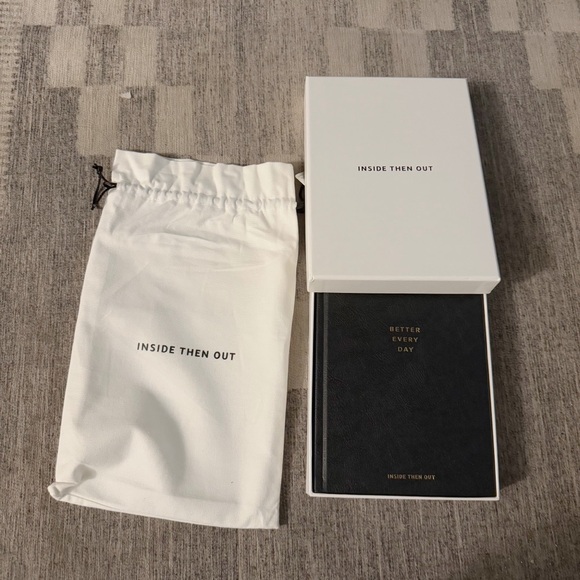 INSIDE THEN OUT
INSIDE THEN OUT
BETTER
EVERY
DAY
INSIDE THEN OUT